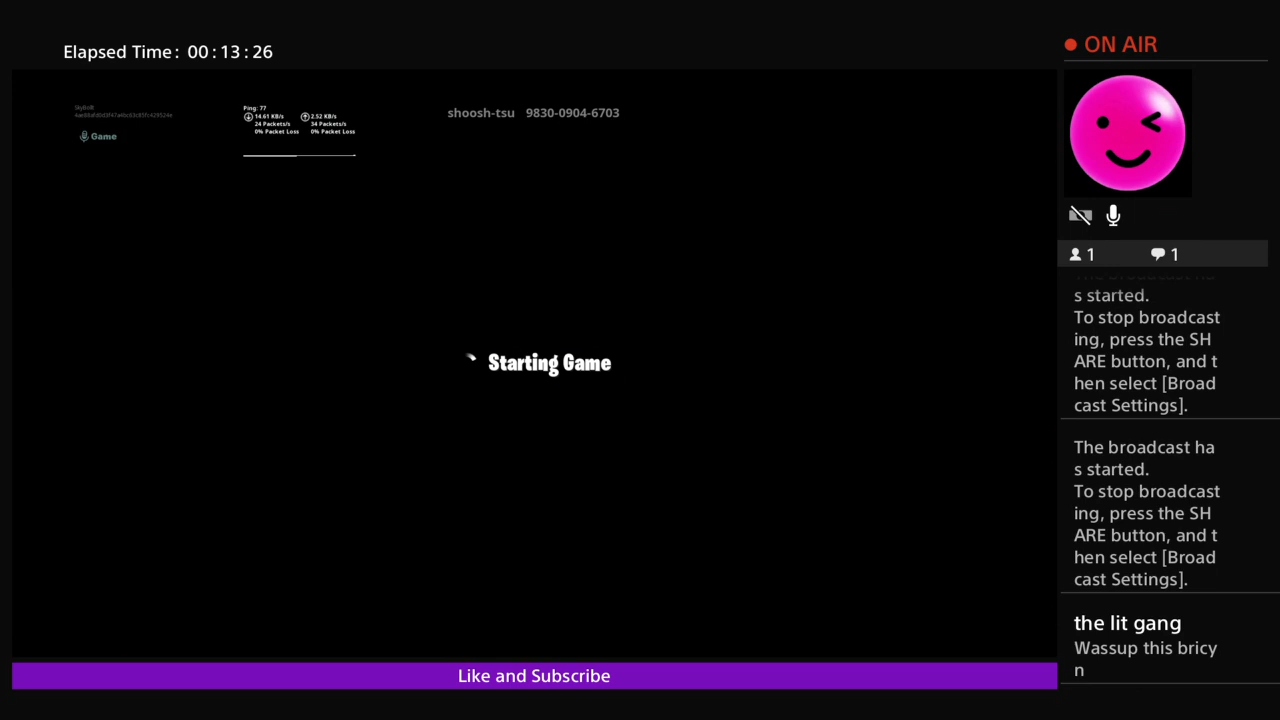 Elapsed Time: 00:13:26
ON AIR
Ping: 77
14.61 KB/s 2.52 KB/s
24 Packets/s 34 Packets/s
0% Packet Loss 0% Packet Loss
shoosh-tsu 9830-0904-6703
Game
1 1
s started.
To stop broadcast
ing, press the SH
ARE button, and t
hen select [Broad
cast Settings].
Starting Game
The broadcast ha
s started.
To stop broadcast
ing, press the SH
ARE button, and t
hen select [Broad
cast Settings].
the lit gang
Wassup this bricy
n
Like and Subscribe